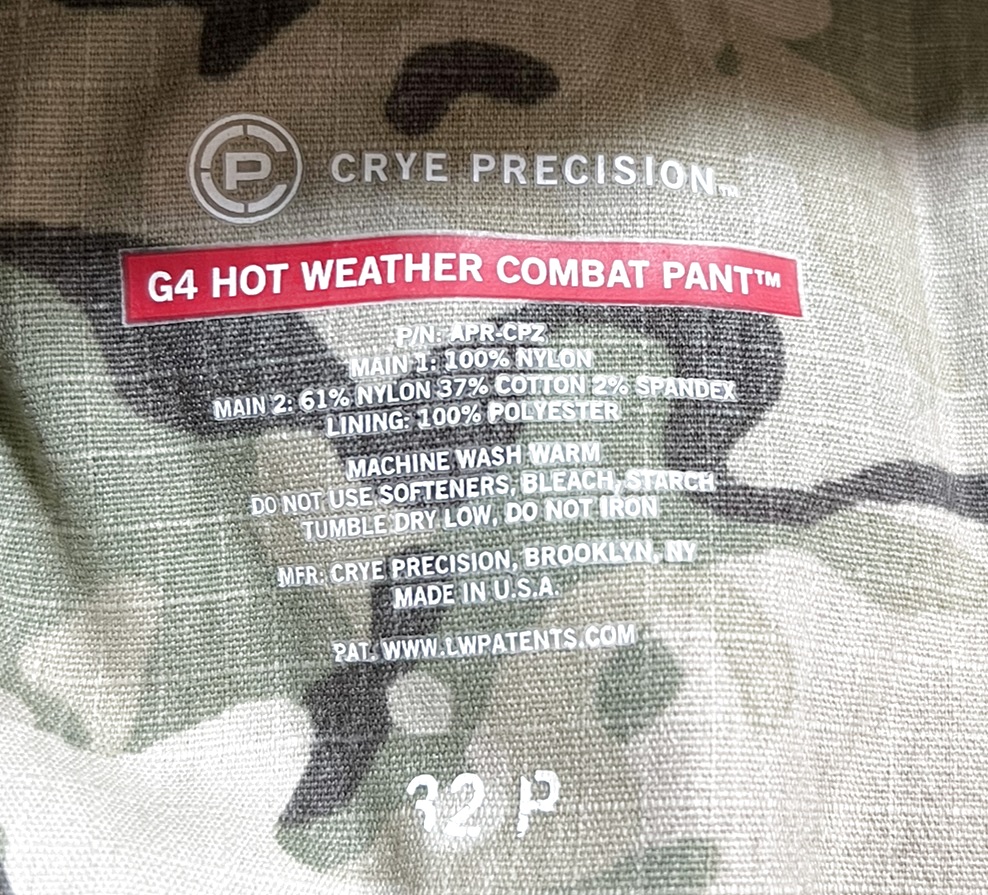 CP CRYE PRECISION™
G4 HOT WEATHER COMBAT PANT™
P/N: APR-CPZ
MAIN 1: 100% NYLON
MAIN 2: 61% NYLON 37% COTTON 2% SPANDEX
LINING: 100% POLYESTER
MACHINE WASH WARM
DO NOT USE SOFTENERS, BLEACH, STARCH
TUMBLE DRY LOW, DO NOT IRON
MFR: CRYE PRECISION, BROOKLYN, NY
MADE IN U.S.A.
PAT. WWW.LWPATENTS.COM
32 P